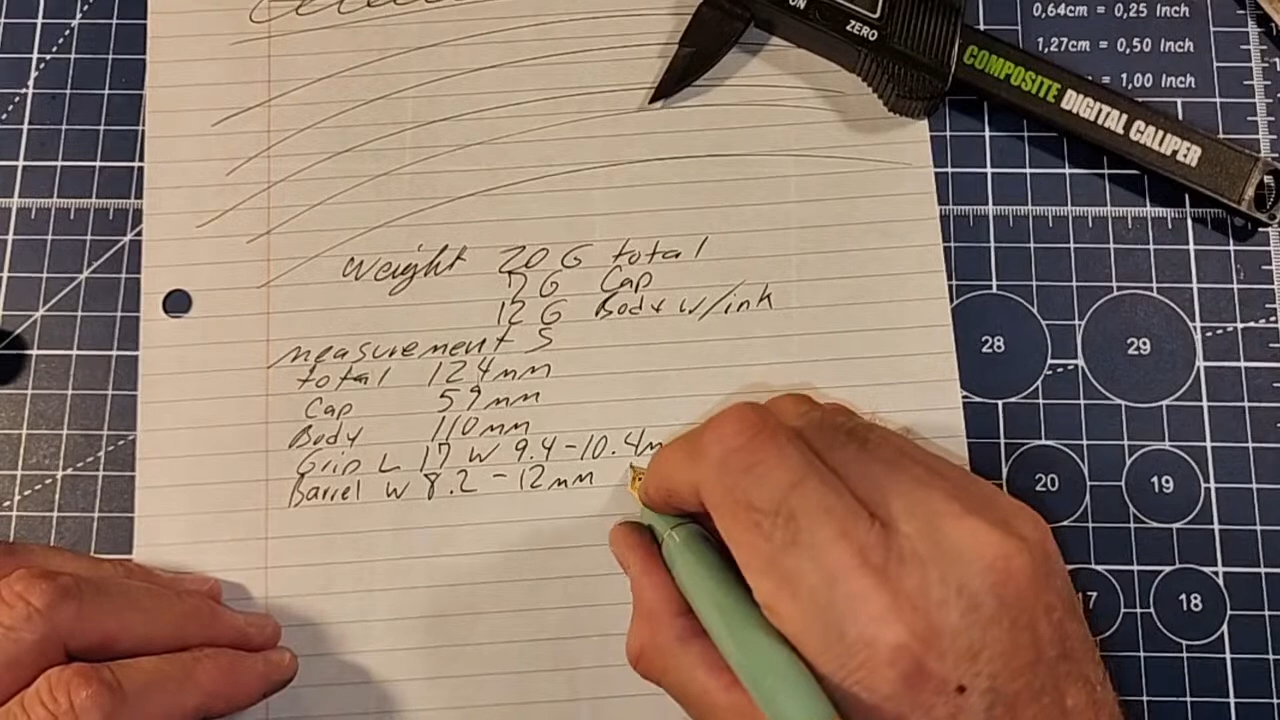 ON
ZERO
COMPOSITE DIGITAL CALIPER
0,64cm = 0,25 Inch
1,27cm = 0,50 Inch
= 1,00 Inch
Weight 20 G total
7 G Cap
12 G Body w/ink
measurements
total 124mm
Cap 59mm
Body 110mm
Grip L 17 W 9.4-10.4m
Barrel W 8.2 - 12mm
28
29
20
19
17
18